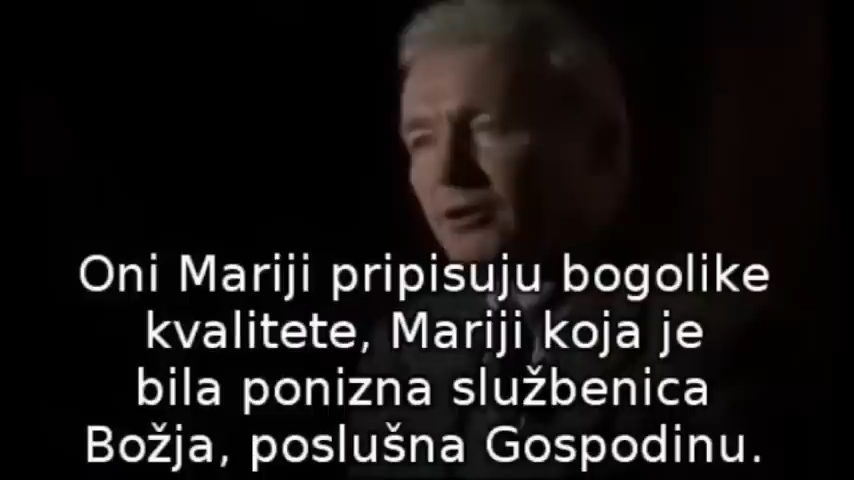 Oni Mariji pripisuju bogolike
kvalitete, Mariji koja je
bila ponizna službenica
Božja, poslušna Gospodinu.